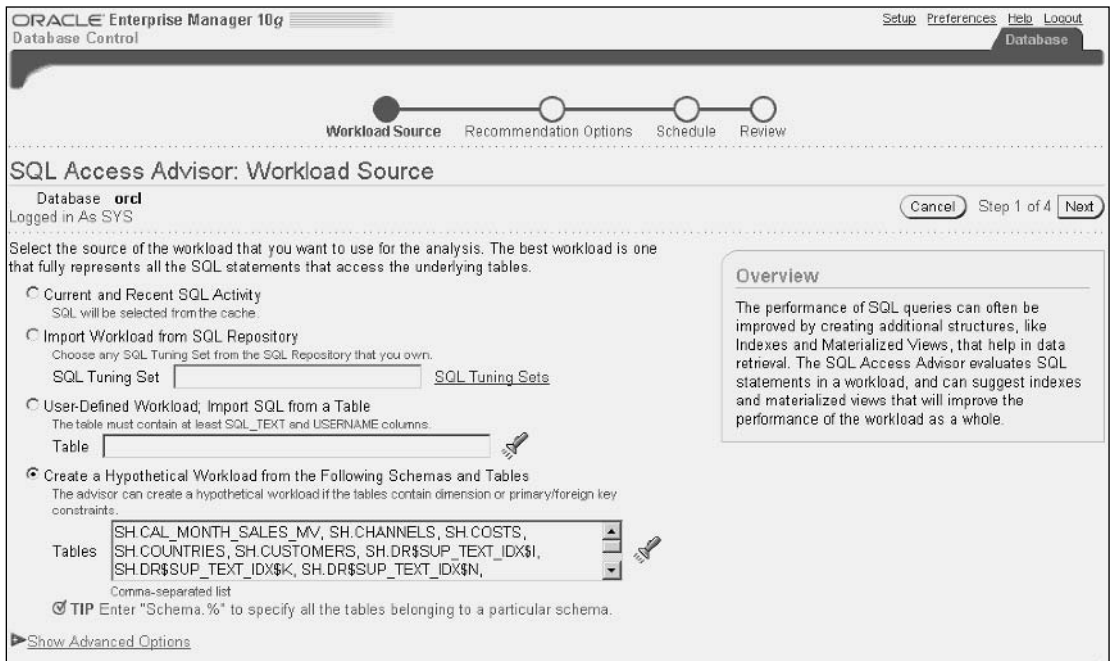 ORACLE Enterprise Manager 10g
Database Control
Setup Preferences Help Logout
Database
Workload Source Recommendation Options Schedule Review
SQL Access Advisor: Workload Source
Database orcl
Logged in As SYS
Cancel Step 1 of 4 Next
Select the source of the workload that you want to use for the analysis. The best workload is one
that fully represents all the SQL statements that access the underlying tables.
Current and Recent SQL Activity
SQL will be selected from the cache.
Import Workload from SQL Repository
Choose any SQL Tuning Set from the SQL Repository that you own.
SQL Tuning Set SQL Tuning Sets
User-Defined Workload; Import SQL from a Table
The table must contain at least SQL_TEXT and USERNAME columns.
Table
Create a Hypothetical Workload from the Following Schemas and Tables
The advisor can create a hypothetical workload if the tables contain dimension or primary/foreign key
constraints.
Tables
SH.CAL_MONTH_SALES_MV, SH.CHANNELS, SH.COSTS,
SH.COUNTRIES, SH.CUSTOMERS, SH.DR$SUP_TEXT_IDX$I,
SH.DR$SUP_TEXT_IDX$K, SH.DR$SUP_TEXT_IDX$N,
Comma-separated list
TIP Enter "Schema.%" to specify all the tables belonging to a particular schema.
Show Advanced Options
Overview
The performance of SQL queries can often be
improved by creating additional structures, like
Indexes and Materialized Views, that help in data
retrieval. The SQL Access Advisor evaluates SQL
statements in a workload, and can suggest indexes
and materialized views that will improve the
performance of the workload as a whole.